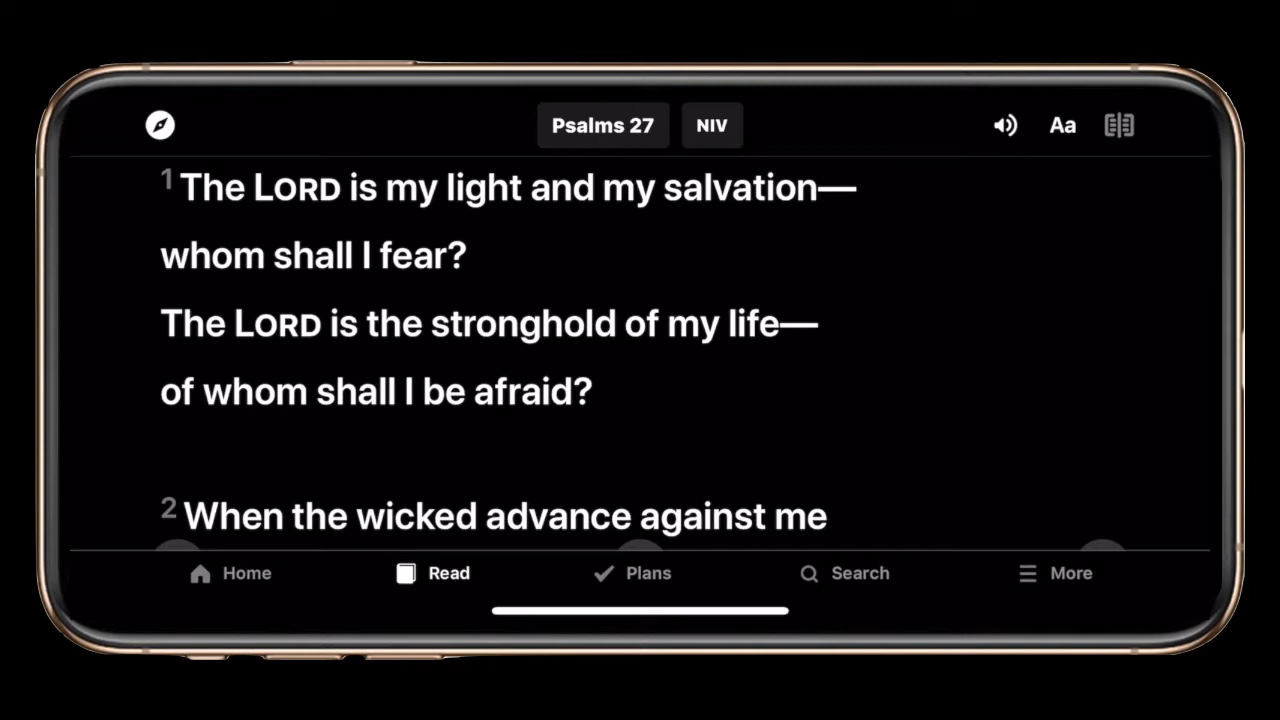 Psalms 27 NIV Aa
1 The LORD is my light and my salvation—
whom shall I fear?
The LORD is the stronghold of my life—
of whom shall I be afraid?
2 When the wicked advance against me
Home Read Plans Search More